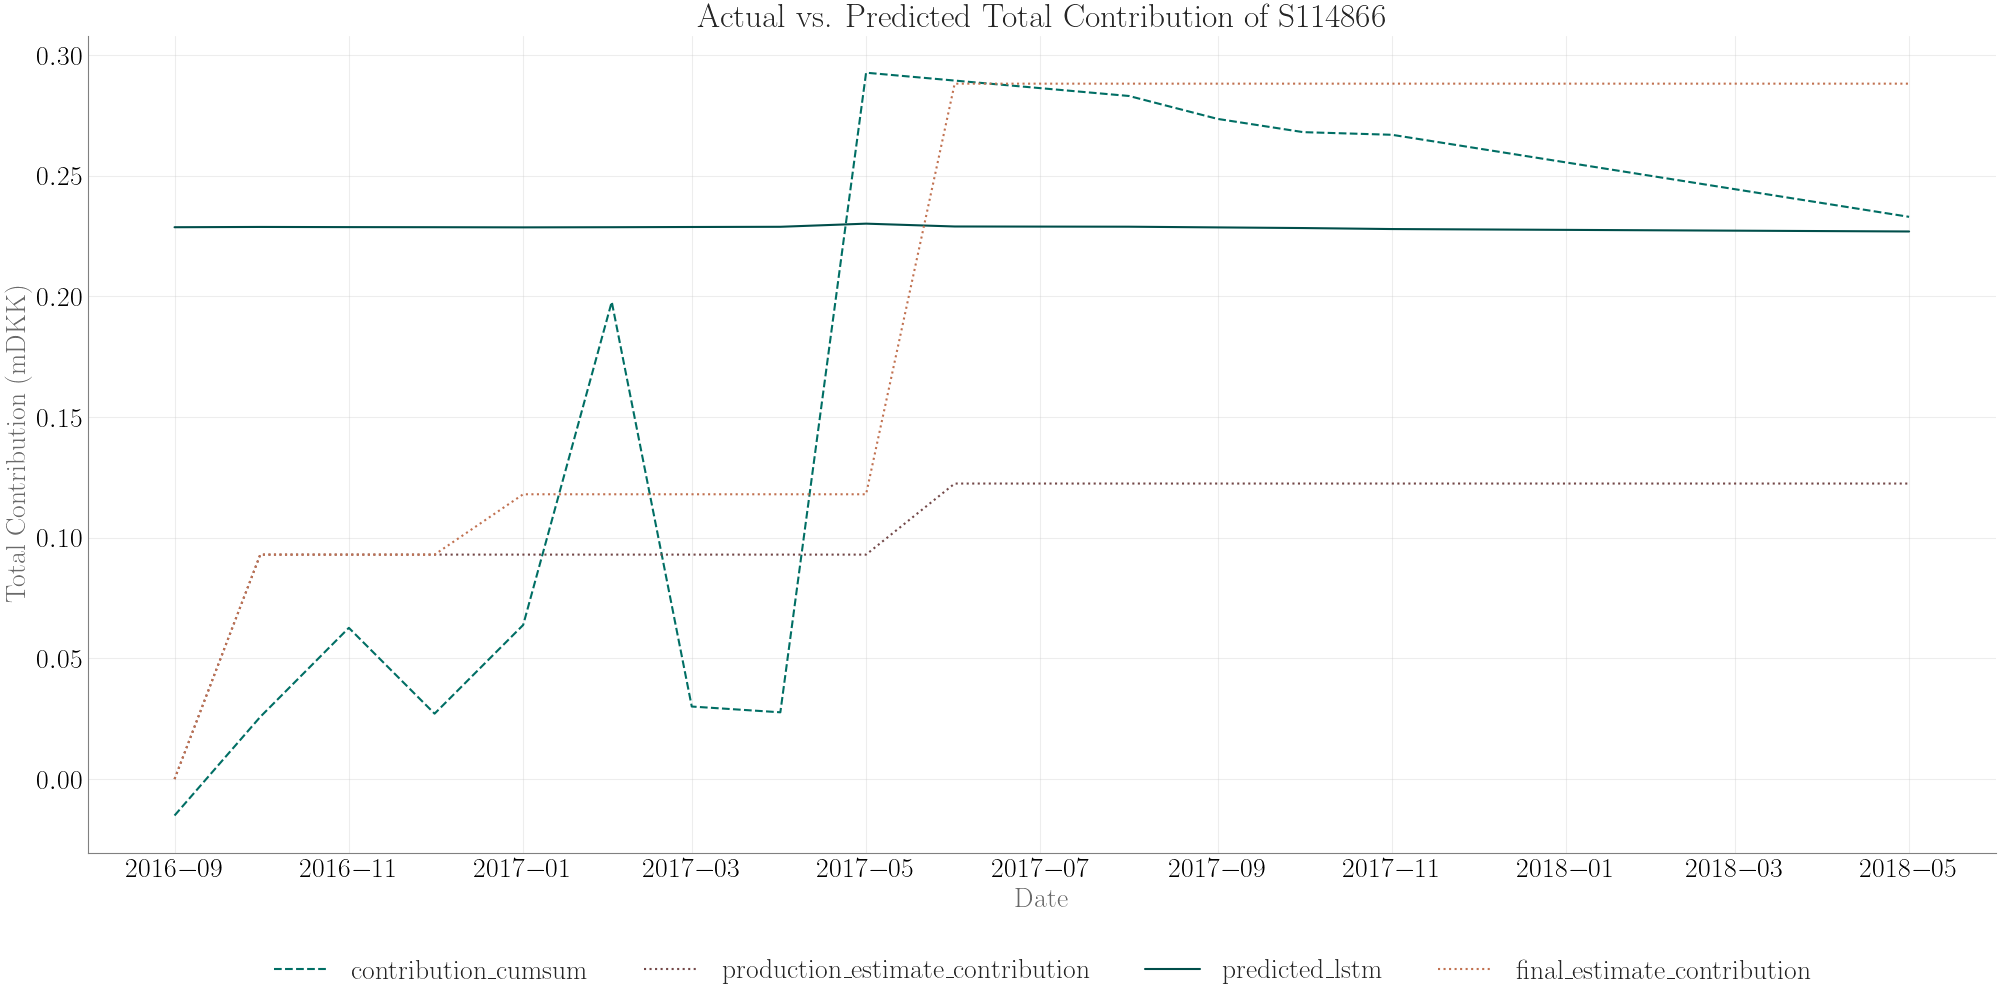 Actual vs. Predicted Total Contribution of S114866
Total Contribution (mDKK)
0.30
0.25
0.20
0.15
0.10
0.05
0.00
2016–09 2016–11 2017–01 2017–03 2017–05 2017–07 2017–09 2017–11 2018–01 2018–03 2018–05
Date
contribution_cumsum production_estimate_contribution predicted_lstm final_estimate_contribution